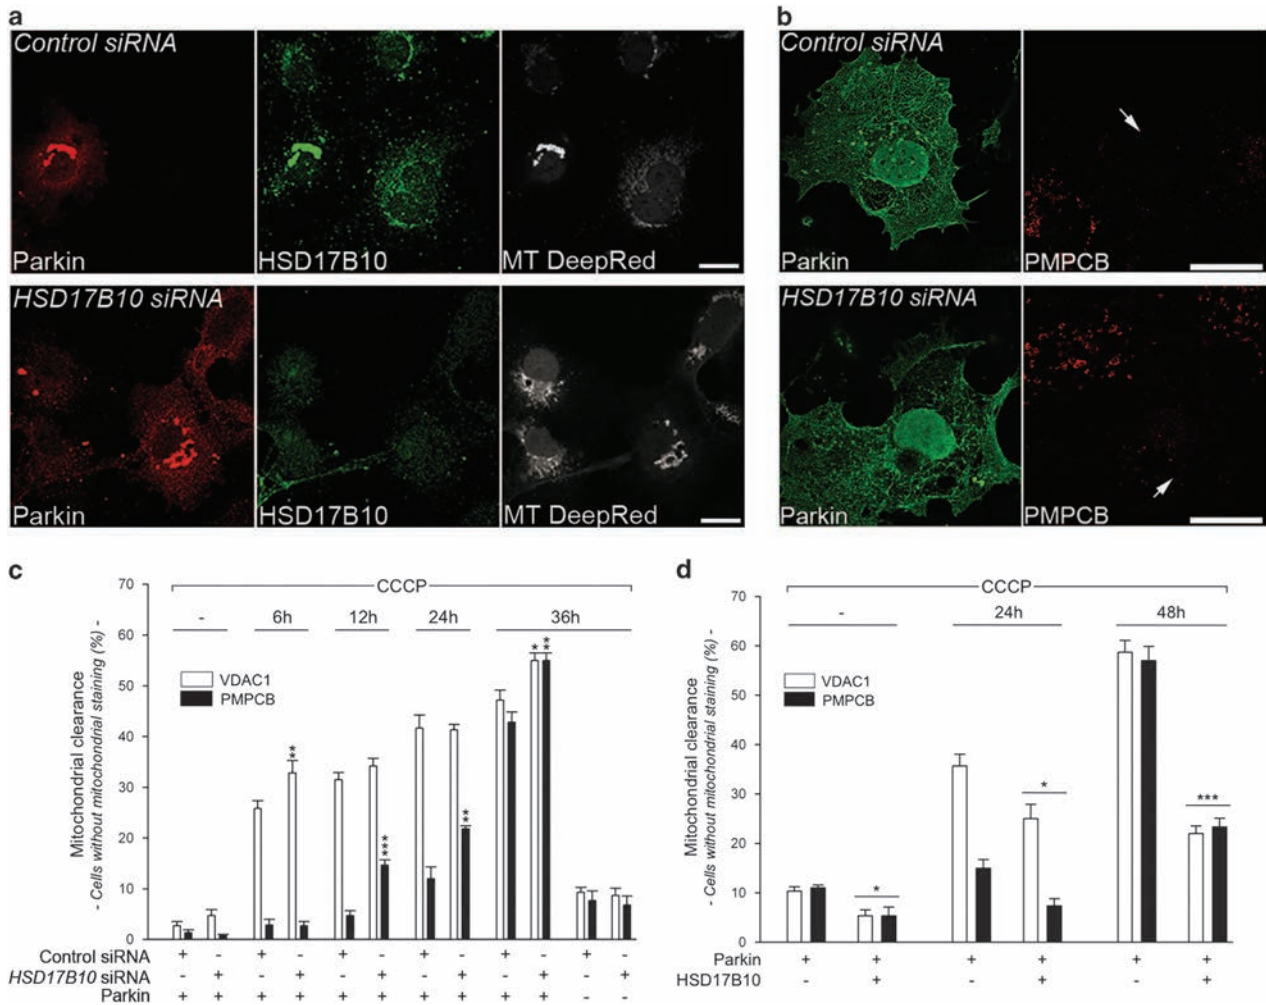 a
Control siRNA
Parkin
HSD17B10
MT DeepRed
HSD17B10 siRNA
Parkin
HSD17B10
MT DeepRed
b
Control siRNA
Parkin
PMPCB
HSD17B10 siRNA
Parkin
PMPCB
c
CCCP
- 6h 12h 24h 36h
Mitochondrial clearance
- Cells without mitochondrial staining (%) -
70
60
50
40
30
20
10
0
VDAC1
PMPCB
** *** ** * **
Control siRNA + - + - + - + - + - + -
HSD17B10 siRNA - + - + - + - + - + - +
Parkin + + + + + + + + + + - -
d
CCCP
- 24h 48h
Mitochondrial clearance
- Cells without mitochondrial staining (%) -
70
60
50
40
30
20
10
0
VDAC1
PMPCB
* * ***
Parkin + + + + + +
HSD17B10 - + - + - +